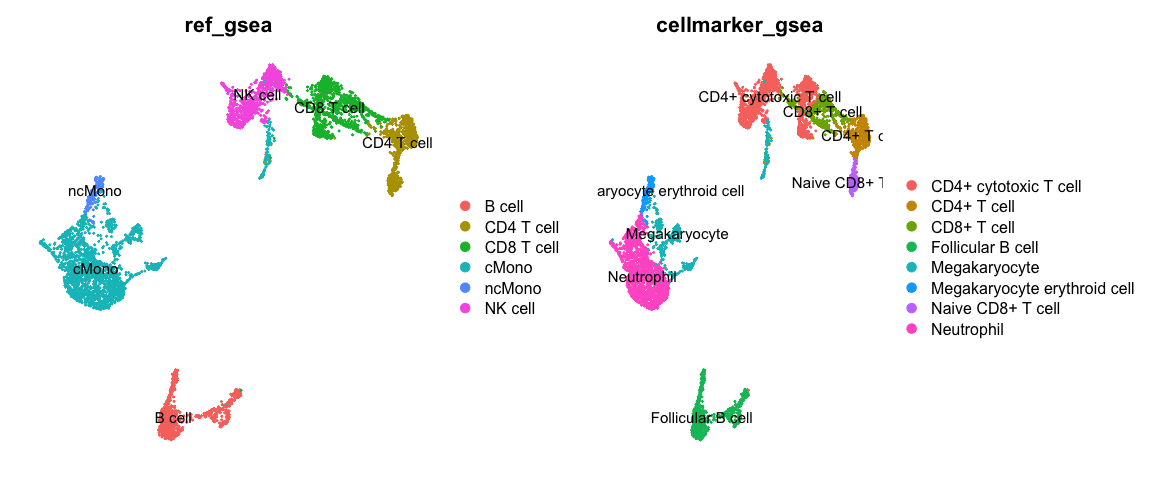 ref_gsea
NK cell
CD8 T cell
CD4 T cell
ncMono
cMono
B cell
B cell
CD4 T cell
CD8 T cell
cMono
ncMono
NK cell
cellmarker_gsea
CD4+ cytotoxic T cell
CD8+ T cell
CD4+ T c
Naive CD8+ T
aryocyte erythroid cell
Megakaryocyte
Neutrophil
Follicular B cell
CD4+ cytotoxic T cell
CD4+ T cell
CD8+ T cell
Follicular B cell
Megakaryocyte
Megakaryocyte erythroid cell
Naive CD8+ T cell
Neutrophil